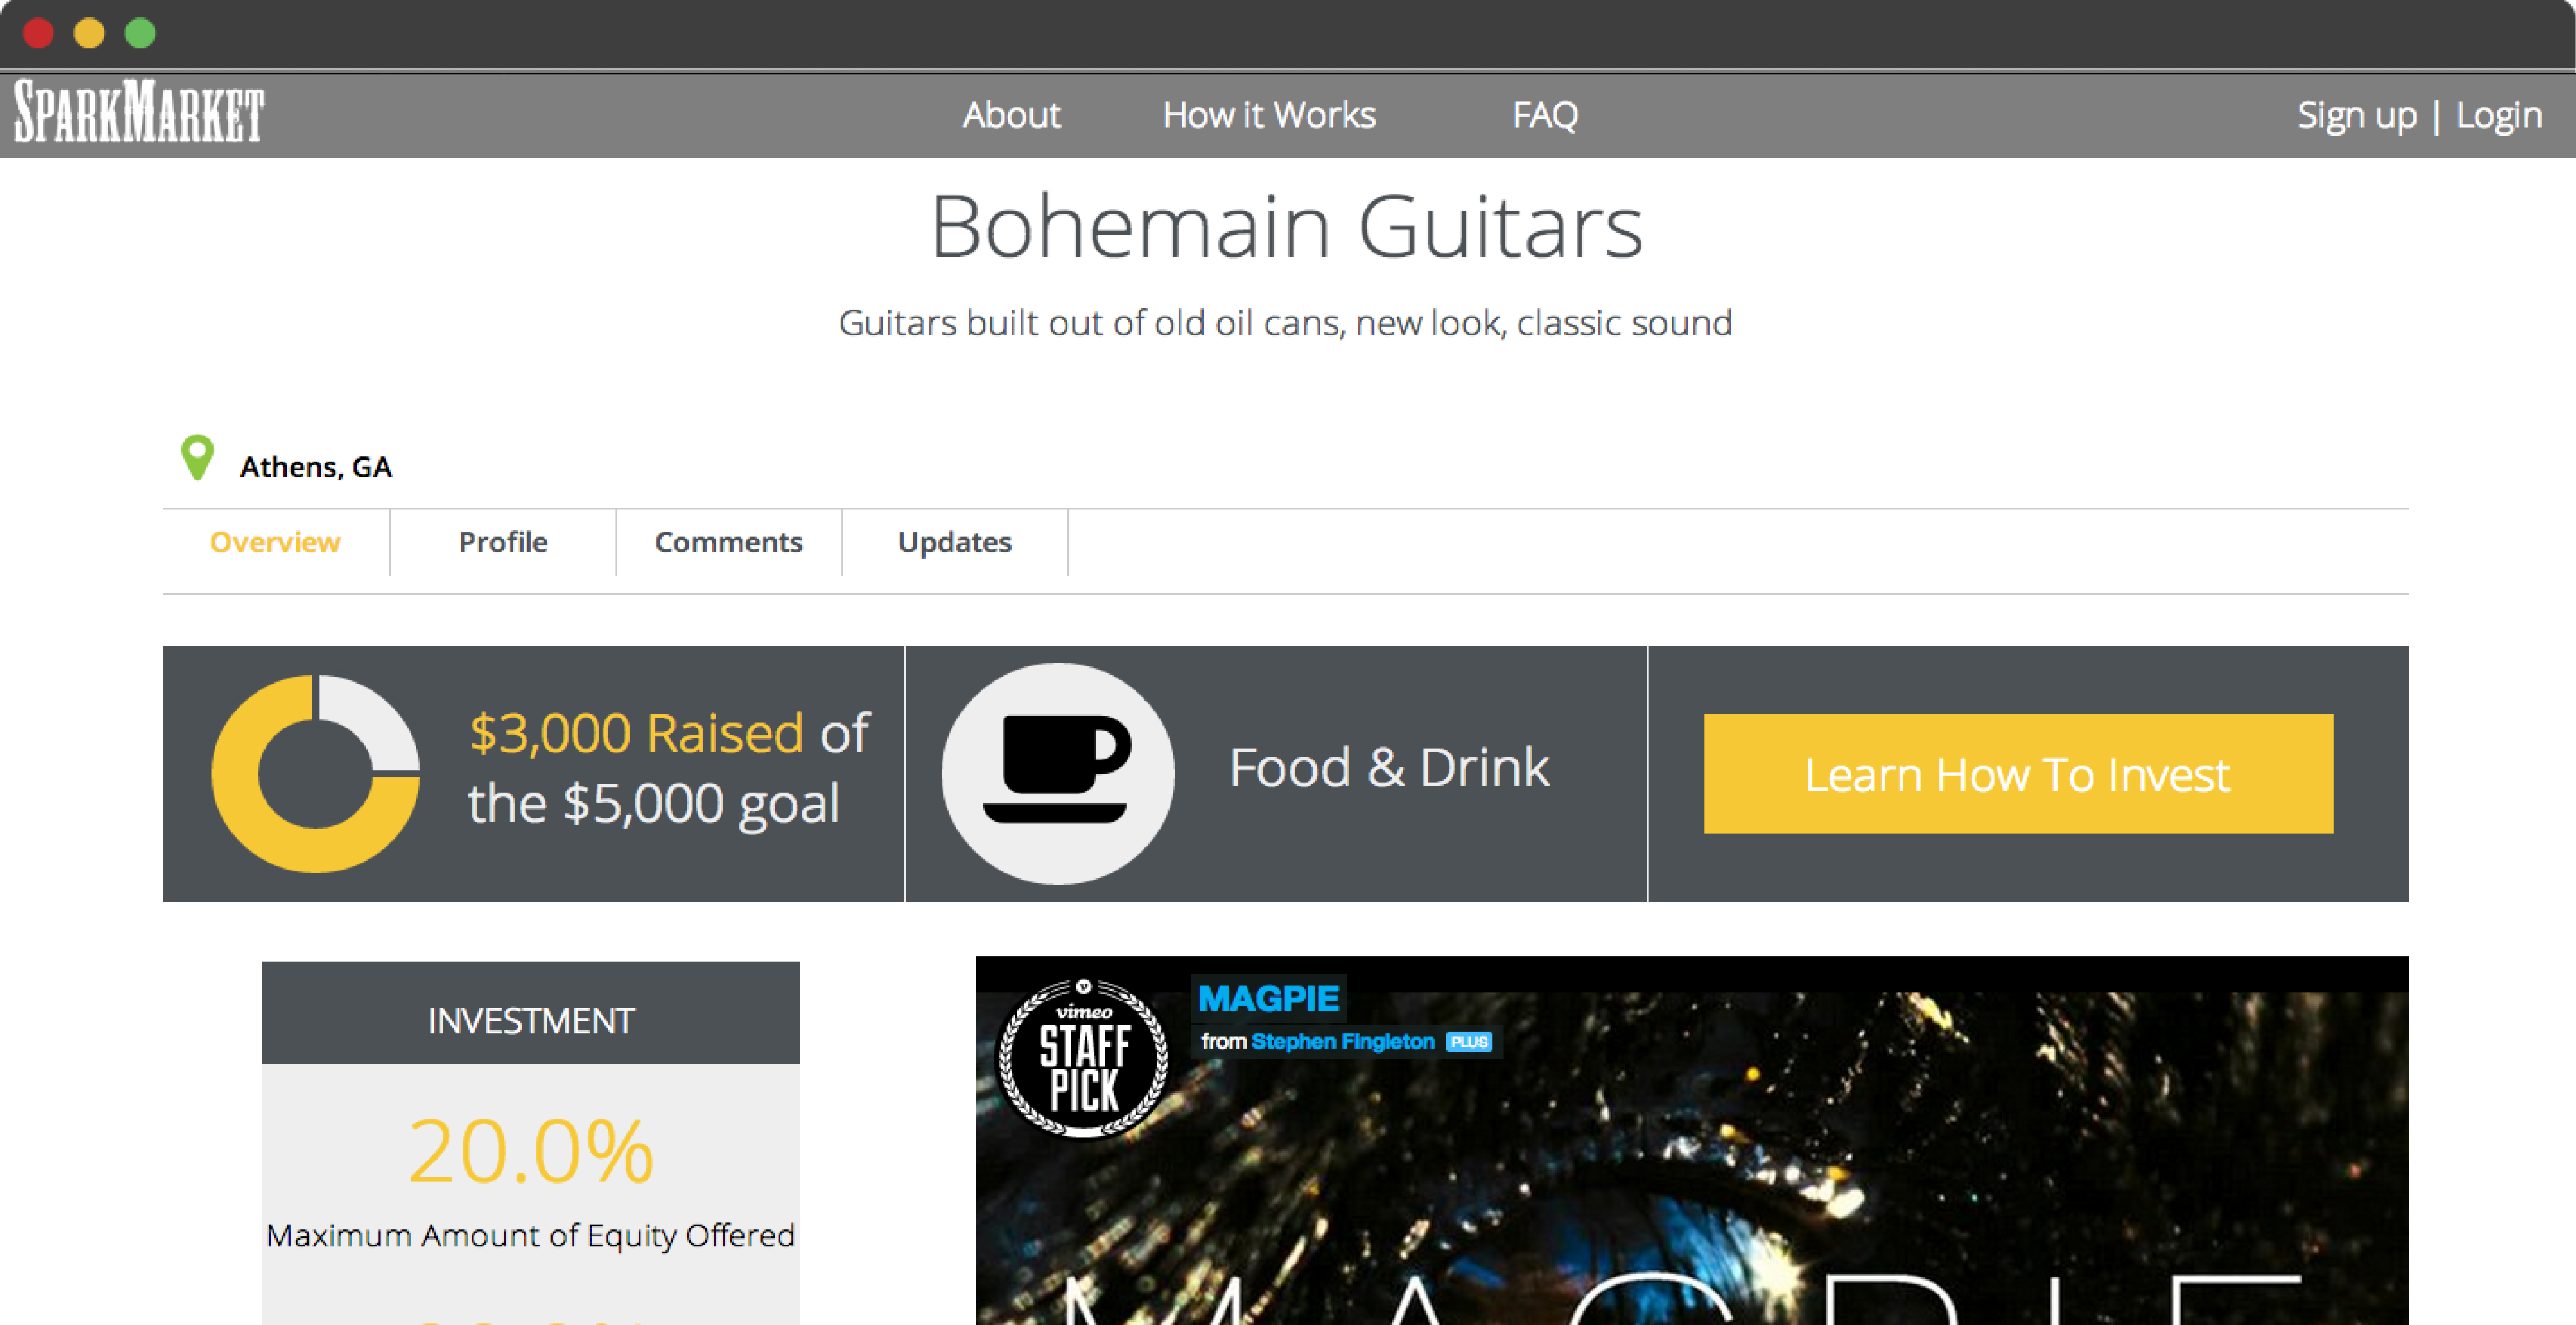 SPARKMARKET
About
How it Works
FAQ
Sign up | Login
Bohemain Guitars
Guitars built out of old oil cans, new look, classic sound
Athens, GA
Overview
Profile
Comments
Updates
$3,000 Raised of
the $5,000 goal
Food & Drink
Learn How To Invest
INVESTMENT
20.0%
Maximum Amount of Equity Offered
vimeo
STAFF
PICK
MAGPIE
from Stephen Fingleton PLUS
MAGPIE